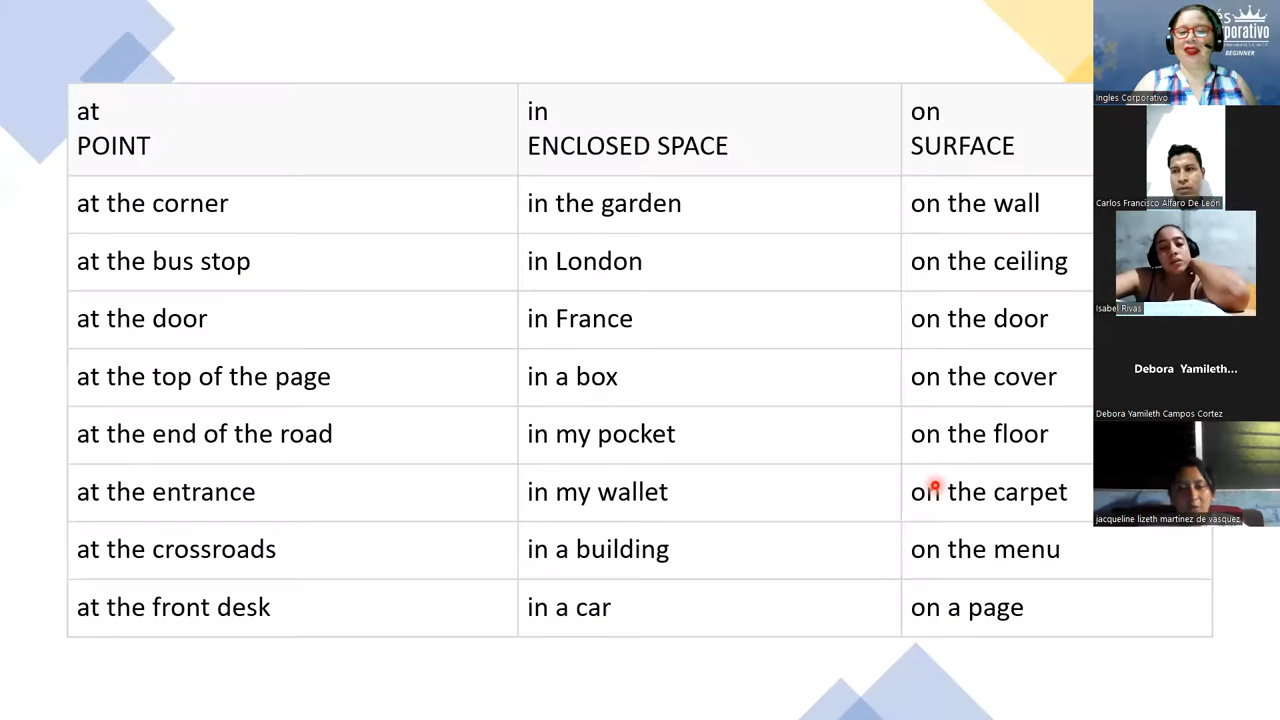 at
POINT
in
ENCLOSED SPACE
on
SURFACE
at the corner
in the garden
on the wall
at the bus stop
in London
on the ceiling
at the door
in France
on the door
at the top of the page
in a box
on the cover
at the end of the road
in my pocket
on the floor
at the entrance
in my wallet
on the carpet
at the crossroads
in a building
on the menu
at the front desk
in a car
on a page
BEGINNER
Ingles Corporativo
Carlos Francisco Alfaro De León
Isabel Rivas
Debora Yamileth...
Debora Yamileth Campos Cortez
jacqueline lizeth martinez de vasquez